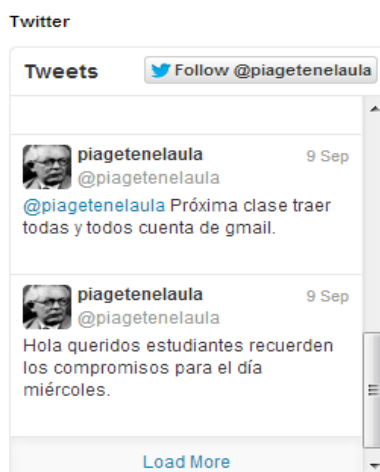 Twitter
Tweets
Follow @piagetenelaula
piagetenelaula 9 Sep
@piagetenelaula
@piagetenelaula Próxima clase traer
todas y todos cuenta de gmail.
piagetenelaula 9 Sep
@piagetenelaula
Hola queridos estudiantes recuerden
los compromisos para el día
miércoles.
Load More